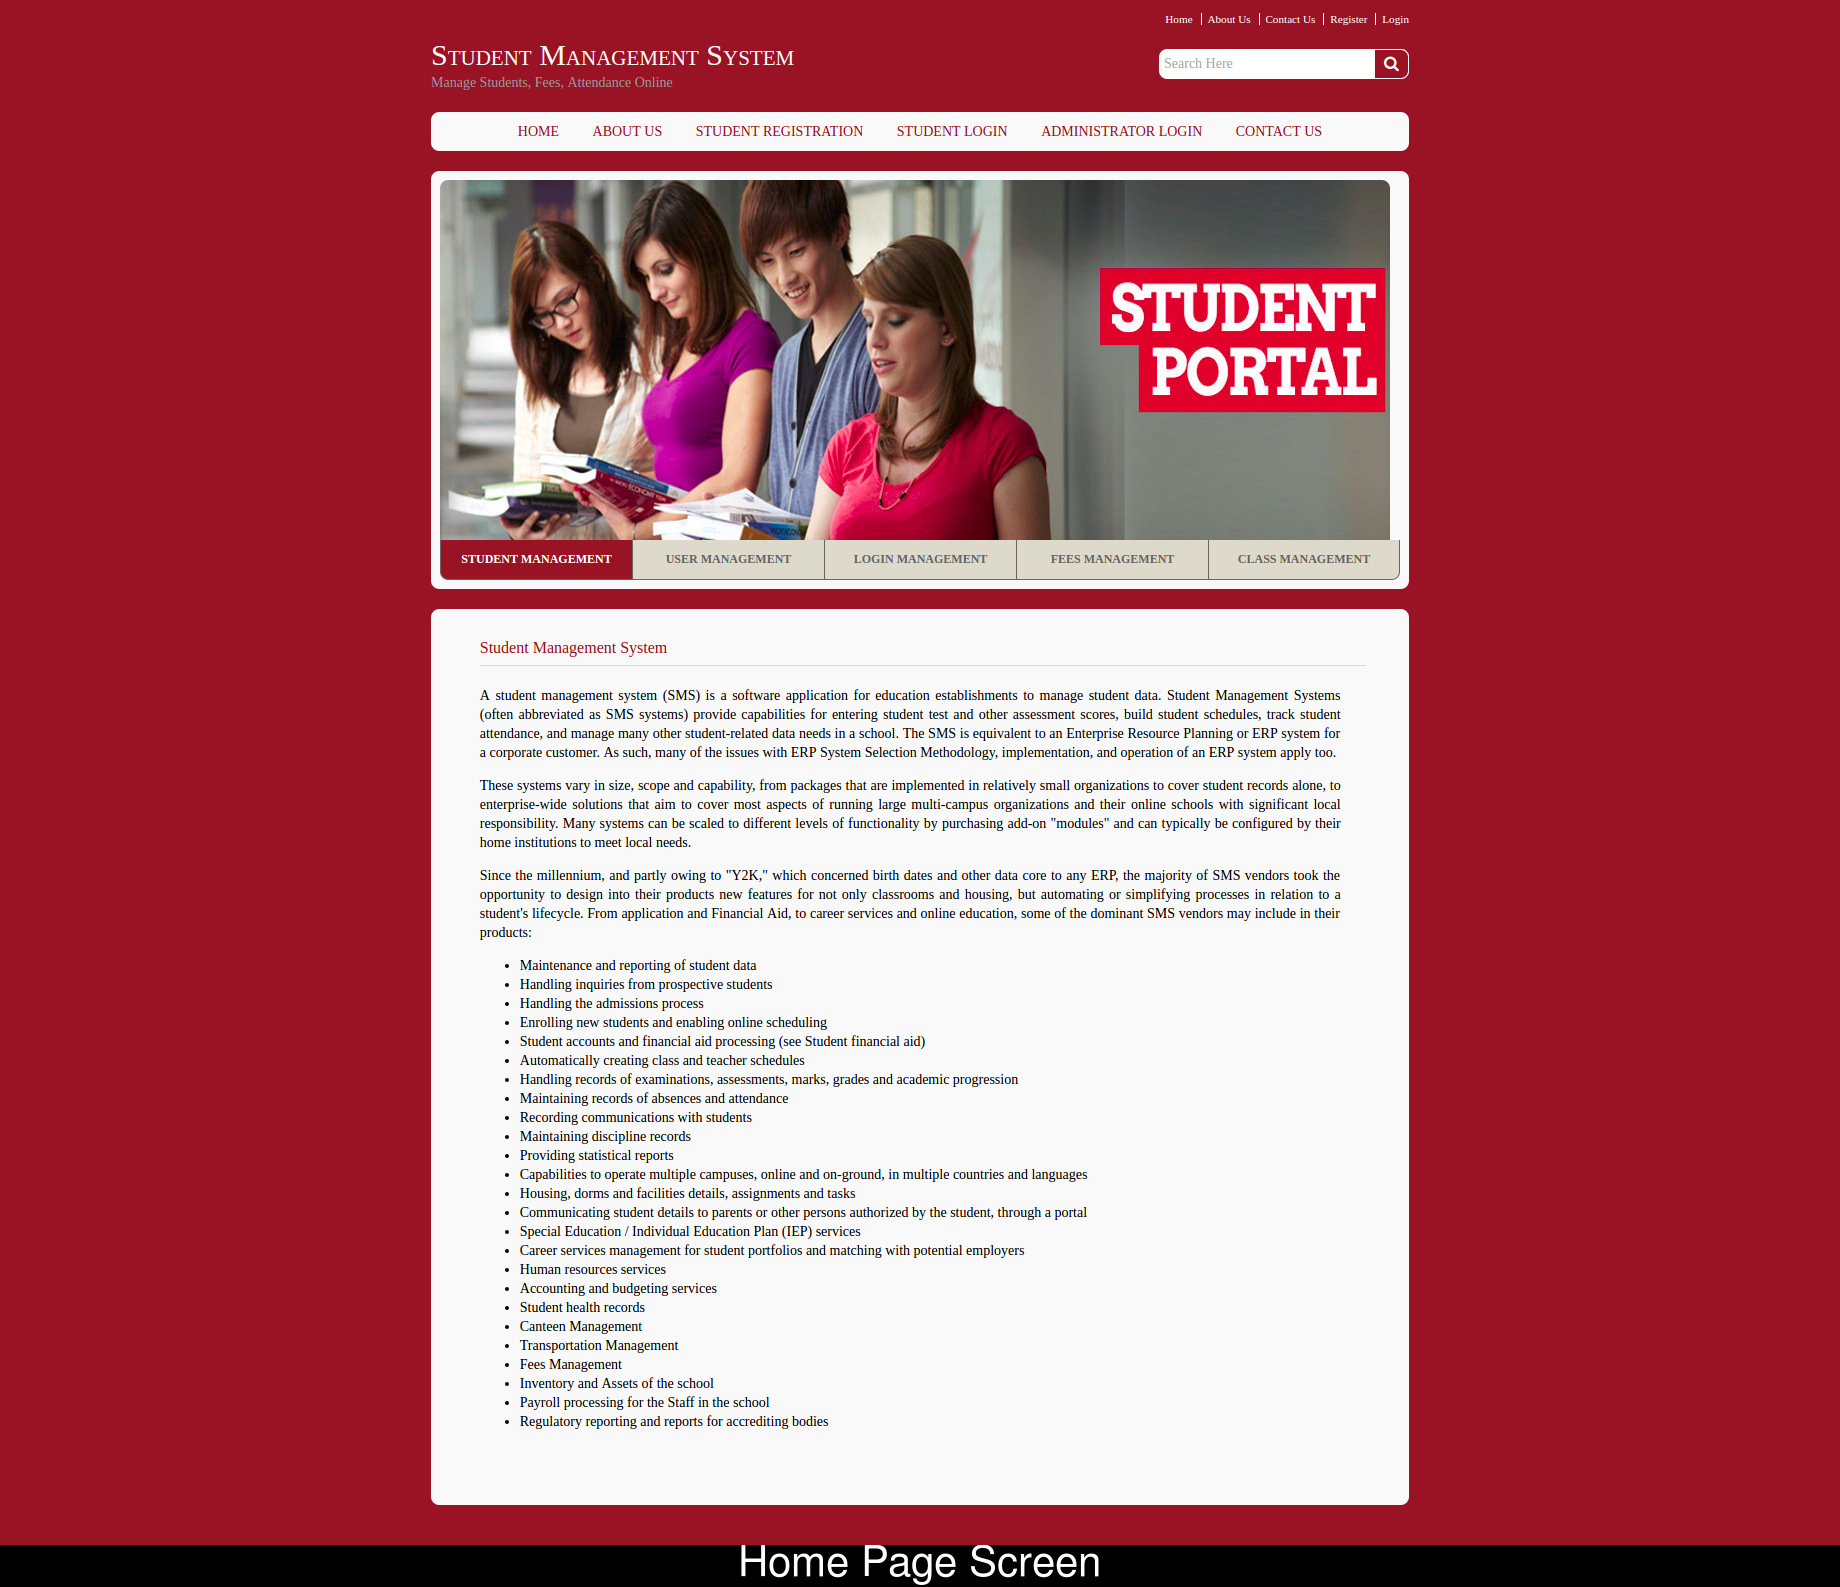 Home
About Us
Contact Us
Register
Login
Student Management System
Manage Students, Fees, Attendance Online
Search Here
HOME
ABOUT US
STUDENT REGISTRATION
STUDENT LOGIN
ADMINISTRATOR LOGIN
CONTACT US
STUDENT
PORTAL
STUDENT MANAGEMENT
USER MANAGEMENT
LOGIN MANAGEMENT
FEES MANAGEMENT
CLASS MANAGEMENT
Student Management System
A student management system (SMS) is a software application for education establishments to manage student data. Student Management Systems
(often abbreviated as SMS systems) provide capabilities for entering student test and other assessment scores, build student schedules, track student
attendance, and manage many other student-related data needs in a school. The SMS is equivalent to an Enterprise Resource Planning or ERP system for
a corporate customer. As such, many of the issues with ERP System Selection Methodology, implementation, and operation of an ERP system apply too.
These systems vary in size, scope and capability, from packages that are implemented in relatively small organizations to cover student records alone, to
enterprise-wide solutions that aim to cover most aspects of running large multi-campus organizations and their online schools with significant local
responsibility. Many systems can be scaled to different levels of functionality by purchasing add-on "modules" and can typically be configured by their
home institutions to meet local needs.
Since the millennium, and partly owing to "Y2K," which concerned birth dates and other data core to any ERP, the majority of SMS vendors took the
opportunity to design into their products new features for not only classrooms and housing, but automating or simplifying processes in relation to a
student's lifecycle. From application and Financial Aid, to career services and online education, some of the dominant SMS vendors may include in their
products:
• Maintenance and reporting of student data
• Handling inquiries from prospective students
• Handling the admissions process
• Enrolling new students and enabling online scheduling
• Student accounts and financial aid processing (see Student financial aid)
• Automatically creating class and teacher schedules
• Handling records of examinations, assessments, marks, grades and academic progression
• Maintaining records of absences and attendance
• Recording communications with students
• Maintaining discipline records
• Providing statistical reports
• Capabilities to operate multiple campuses, online and on-ground, in multiple countries and languages
• Housing, dorms and facilities details, assignments and tasks
• Communicating student details to parents or other persons authorized by the student, through a portal
• Special Education / Individual Education Plan (IEP) services
• Career services management for student portfolios and matching with potential employers
• Human resources services
• Accounting and budgeting services
• Student health records
• Canteen Management
• Transportation Management
• Fees Management
• Inventory and Assets of the school
• Payroll processing for the Staff in the school
• Regulatory reporting and reports for accrediting bodies
Home Page Screen